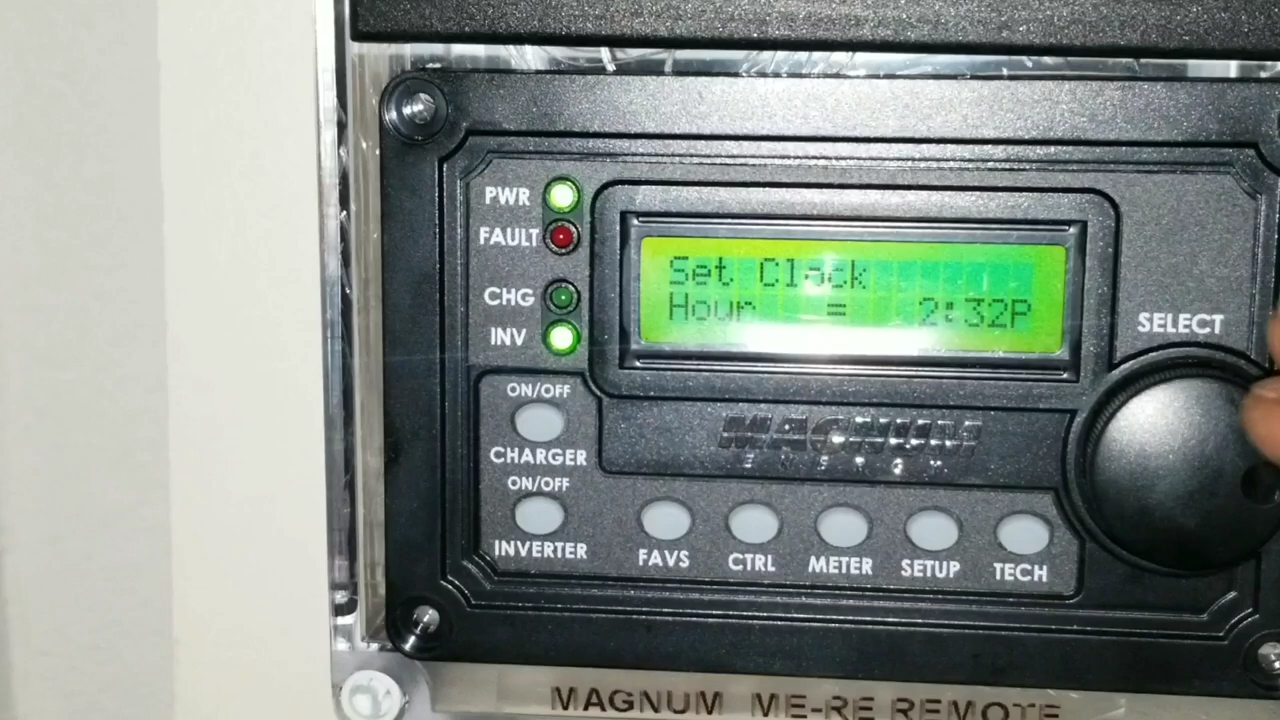 PWR
FAULT
CHG
INV
Set Clock
Hour = 2:32P
SELECT
ON/OFF
CHARGER
ON/OFF
INVERTER
MAGNUM
ENERGY
FAVS
CTRL
METER
SETUP
TECH
MAGNUM ME-RE REMOTE